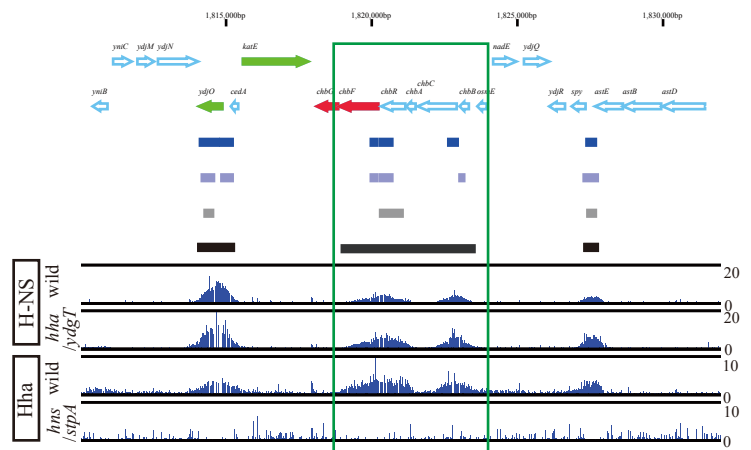 1,815,000bp 1,820,000bp 1,825,000bp 1,830,000bp
yniC ydjM ydjN katE nadE ydjQ
yniB ydjO cedA chbG chbF chbR chbA chbC chbB osmE ydjR spy astE astB astD
H-NS
wild
20
0
hha
/ydgT
20
0
Hha
wild
10
0
hns
/stpA
10
0